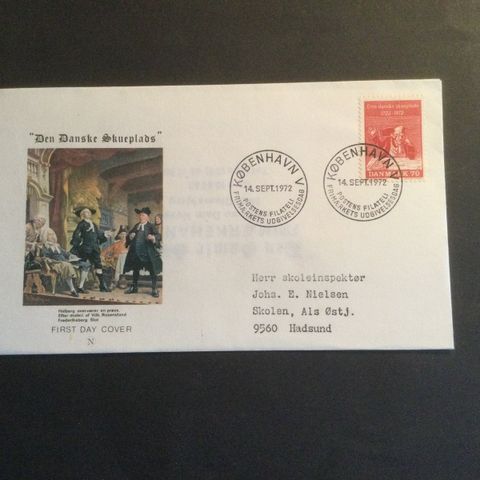 "Den Danske Skueplads"
Holberg overværer en prøve.
Efter maleri af Vilh. Rosenstand
Frederiksborg Slot
FIRST DAY COVER
N
KØBENHAVN V
14. SEPT. 1972
POSTENS FILATELI
FRIMÆRKETS UDGIVELSESDAG
Den danske skueplads
1722-1972
DANMARK 70
KØBENHAVN V
14. SEPT. 1972
POSTENS FILATELI
FRIMÆRKETS UDGIVELSESDAG
Herr skoleinspektør
Johs. E. Nielsen
Skolen, Als Østj.
9560 Hadsund